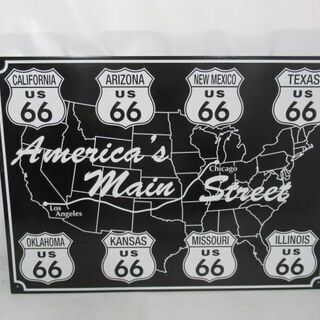 CALIFORNIA
US
66
ARIZONA
US
66
NEW MEXICO
US
66
TEXAS
US
66
America's
Main Street
Chicago
Los
Angeles
OKLAHOMA
US
66
KANSAS
US
66
MISSOURI
US
66
ILLINOIS
US
66